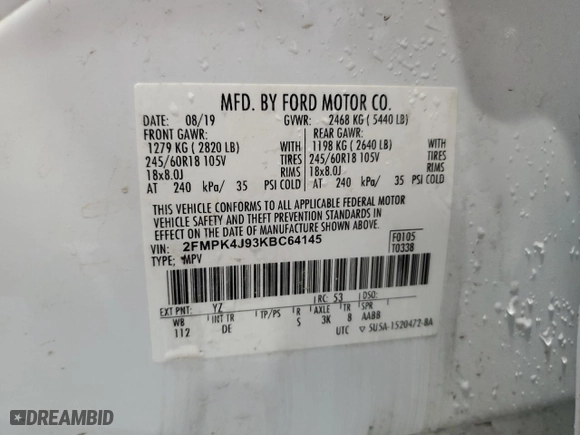 MFD. BY FORD MOTOR CO.
DATE: 08/19 GVWR: 2468 KG ( 5440 LB)
FRONT GAWR: REAR GAWR:
1279 KG ( 2820 LB) WITH 1198 KG ( 2640 LB) WITH
245/60R18 105V TIRES 245/60R18 105V TIRES
18x8.0J RIMS 18x8.0J RIMS
AT 240 kPa/ 35 PSI COLD AT 240 kPa/ 35 PSI COLD
THIS VEHICLE CONFORMS TO ALL APPLICABLE FEDERAL MOTOR
VEHICLE SAFETY AND THEFT PREVENTION STANDARDS IN
EFFECT ON THE DATE OF MANUFACTURE SHOWN ABOVE.
VIN: 2FMPK4J93KBC64145 F0105
TYPE: MPV T0338
EXT PNT: YZ RC: 53 DSO:
WB INT TR TP/PS R AXLE TR SPR
112 DE S 3K 8 AABB
UTC ▽ 5U5A-1520472-BA
DREAMBID